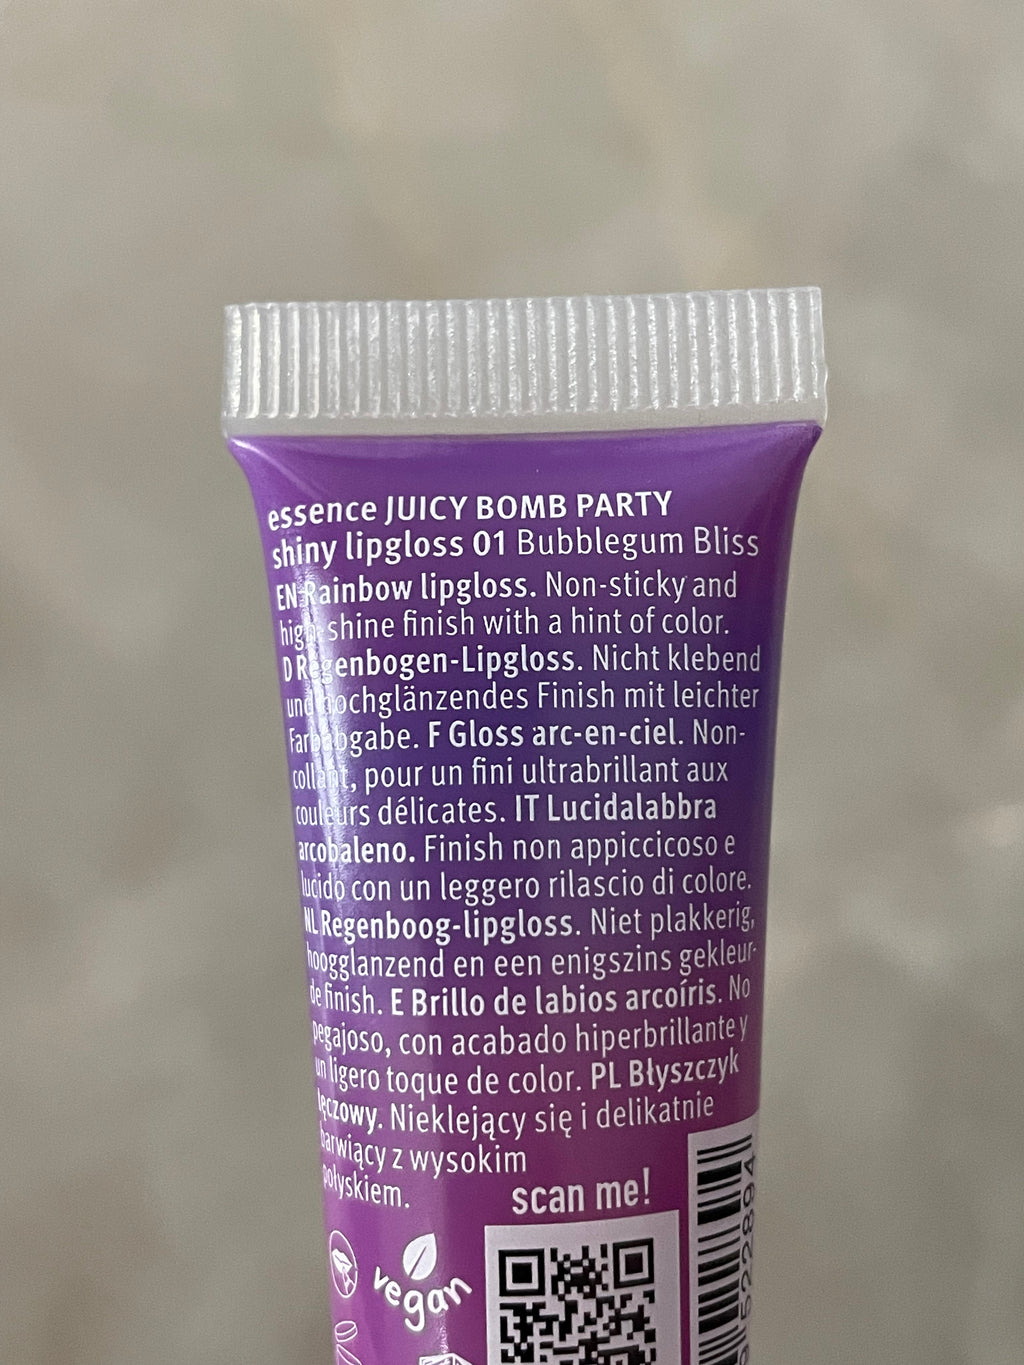 essence JUICY BOMB PARTY
shiny lipgloss 01 Bubblegum Bliss
EN Rainbow lipgloss. Non-sticky and
high shine finish with a hint of color.
D Regenbogen-Lipgloss. Nicht klebend
und hochglänzendes Finish mit leichter
Farbabgabe. F Gloss arc-en-ciel. Non-
collant, pour un fini ultrabrillant aux
couleurs délicates. IT Lucidalabbra
arcobaleno. Finish non appiccicoso e
lucido con un leggero rilascio di colore.
NL Regenboog-lipgloss. Niet plakkerig,
hoogglanzend en een enigszins gekleur-
de finish. E Brillo de labios arcoíris. No
pegajoso, con acabado hiperbrillante y
un ligero toque de color. PL Błyszczyk
tęczowy. Nieklejący się i delikatnie
barwiący z wysokim
połyskiem.
scan me!
vegan
522894